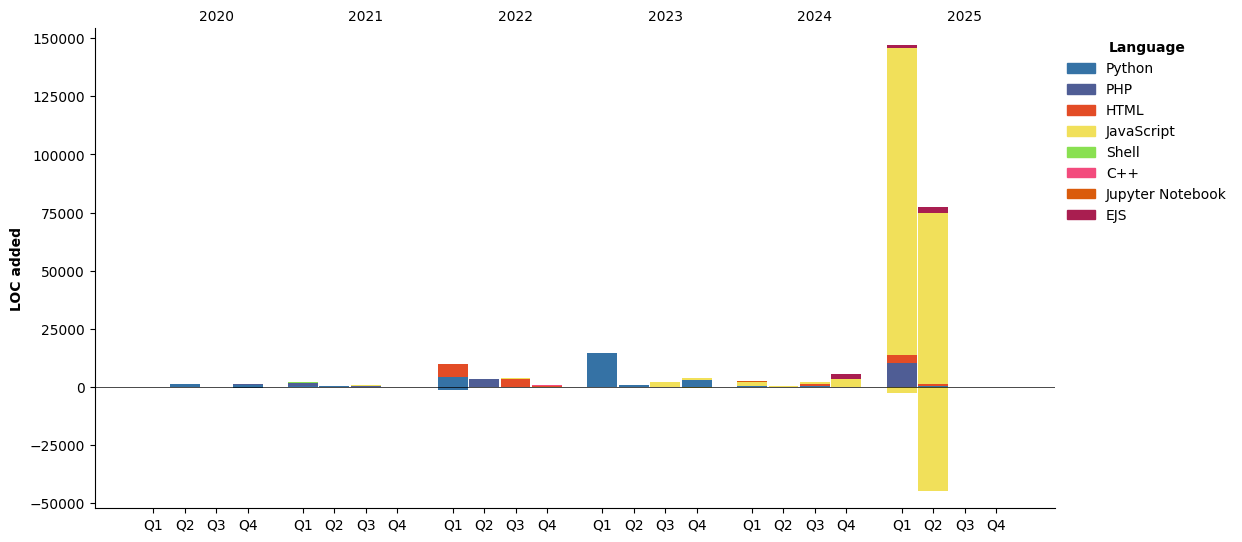 2020 2021 2022 2023 2024 2025
150000
125000
100000
75000
50000
25000
0
−25000
−50000
LOC added
Q1 Q2 Q3 Q4 Q1 Q2 Q3 Q4 Q1 Q2 Q3 Q4 Q1 Q2 Q3 Q4 Q1 Q2 Q3 Q4 Q1 Q2 Q3 Q4
Language
Python
PHP
HTML
JavaScript
Shell
C++
Jupyter Notebook
EJS